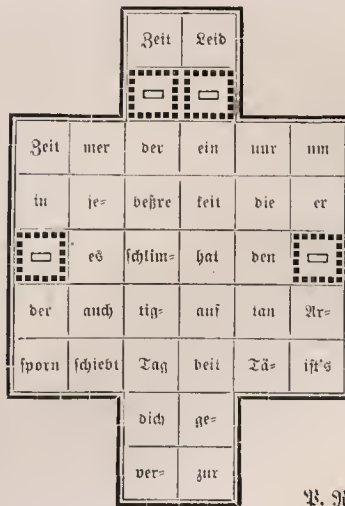 Zeit Leid
Zeit mer der ein nur um
in je= beßre keit die er
es schlim= hat den
der auch tig= auf tan Ar=
sporn schiebt Tag beit Tä= ist's
dich ge=
ver= zur
P.